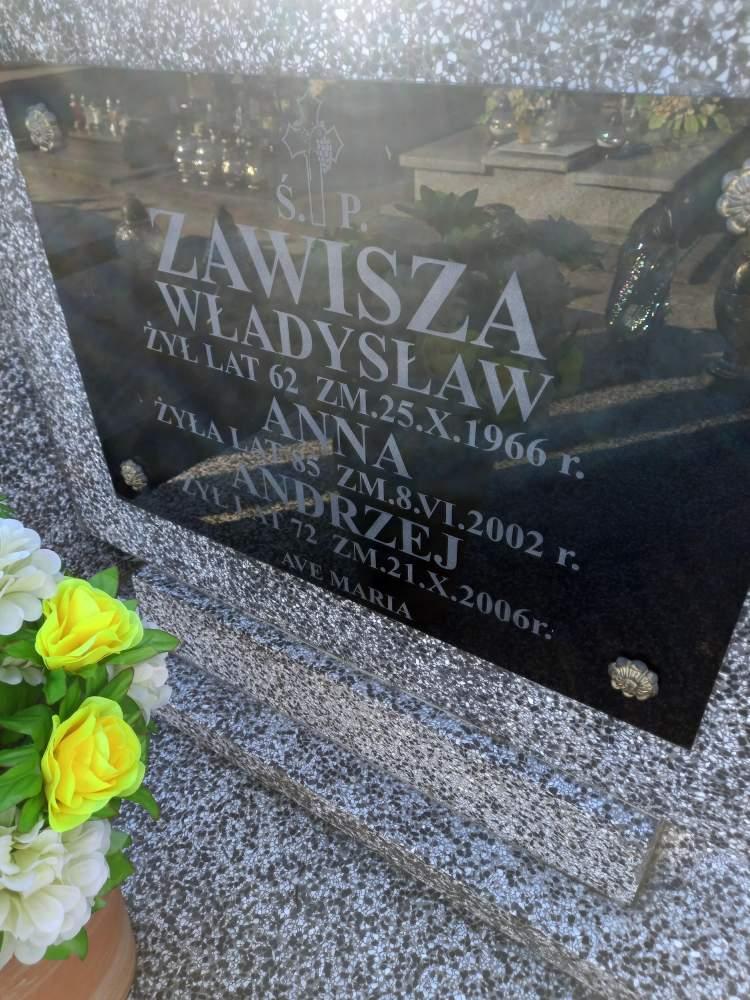 Ś. P.
ZAWISZA
WŁADYSŁAW
ŻYŁ LAT 62 ZM.25.X.1966 r.
ANNA
ŻYŁA LAT 85 ZM.8.VI.2002 r.
ANDRZEJ
ŻYŁ LAT 72 ZM.21.X.2006r.
AVE MARIA